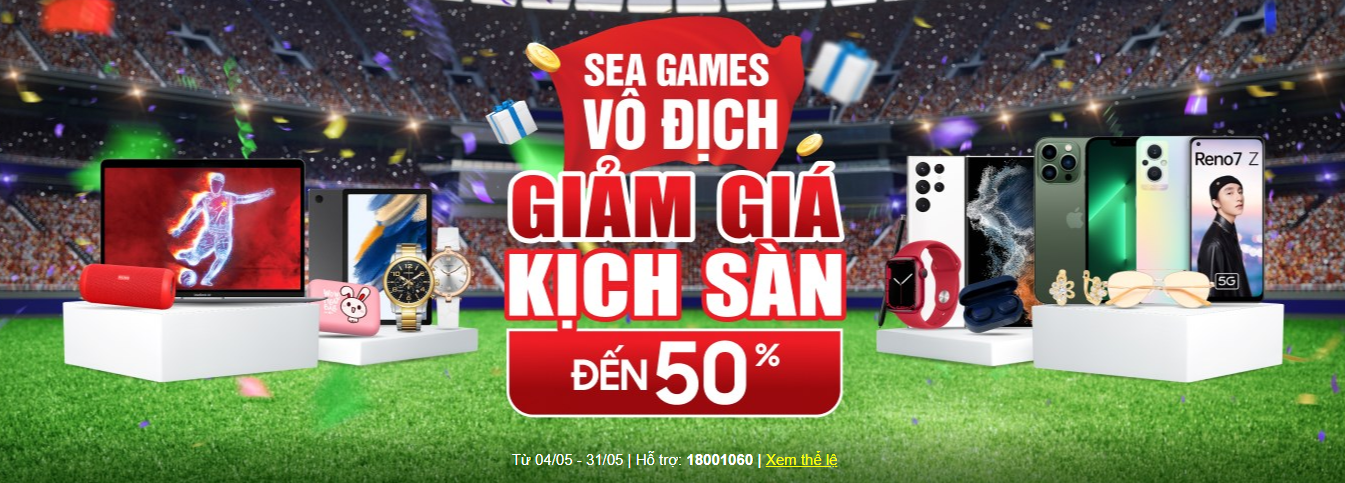 SEA GAMES
VÔ ĐỊCH
GIẢM GIÁ
KỊCH SÀN
ĐẾN 50%
Reno7 Z
5G
Từ 04/05 - 31/05 | Hỗ trợ: 18001060 | Xem thể lệ